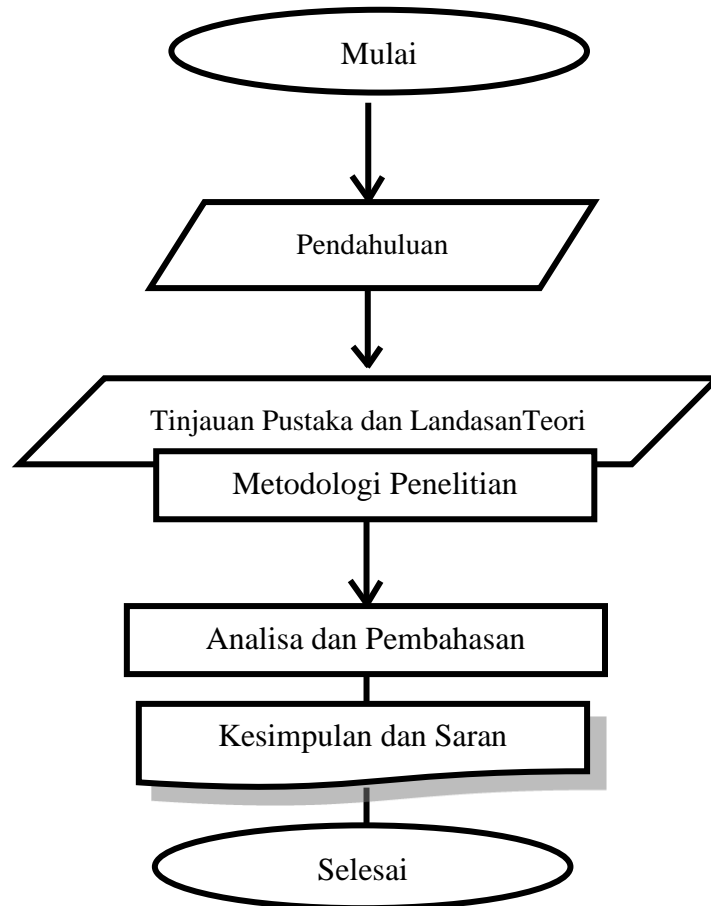 Mulai
Pendahuluan
Tinjauan Pustaka dan LandasanTeori
Metodologi Penelitian
Analisa dan Pembahasan
Kesimpulan dan Saran
Selesai